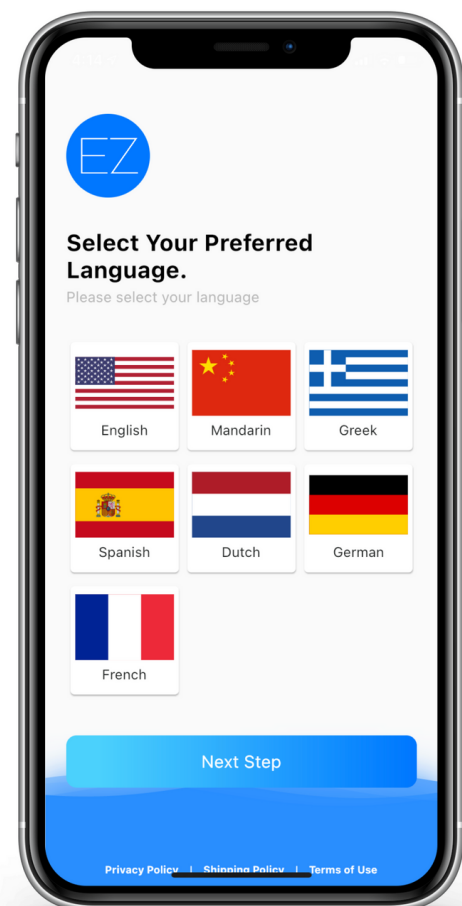 EZ
Select Your Preferred
Language.
Please select your language
English Mandarin Greek
Spanish Dutch German
French
Next Step
Privacy Policy | Shipping Policy | Terms of Use